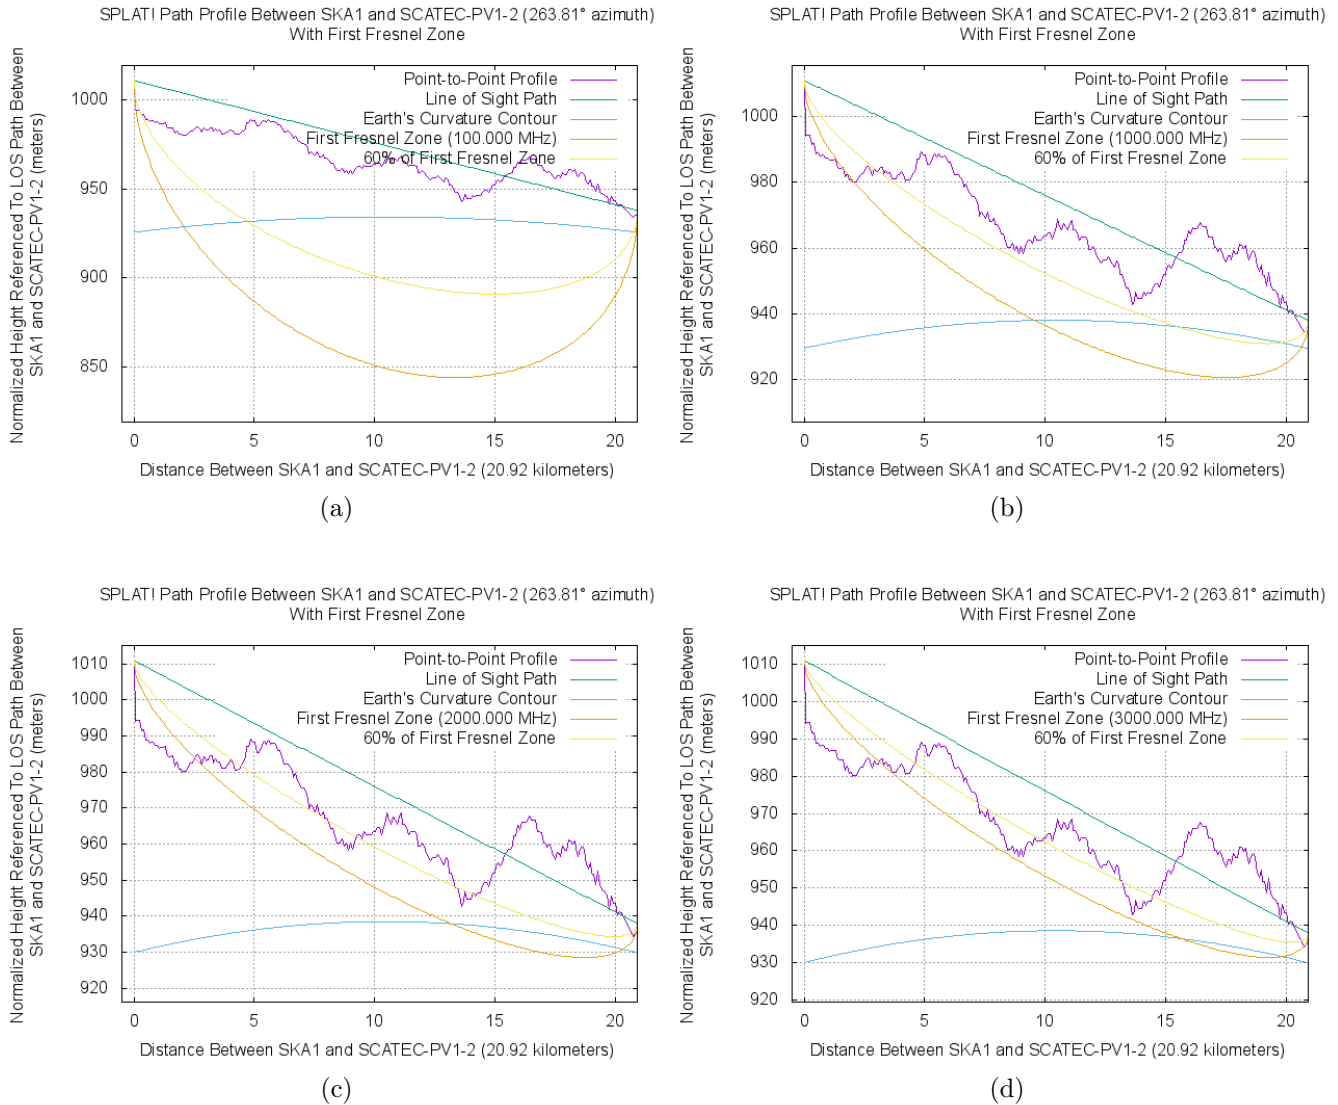 SPLAT! Path Profile Between SKA1 and SCATEC-PV1-2 (263.81° azimuth)
With First Fresnel Zone
Normalized Height Referenced To LOS Path Between
SKA1 and SCATEC-PV1-2 (meters)
Point-to-Point Profile
Line of Sight Path
Earth's Curvature Contour
First Fresnel Zone (100.000 MHz)
60% of First Fresnel Zone
1000
950
900
850
0 5 10 15 20
Distance Between SKA1 and SCATEC-PV1-2 (20.92 kilometers)
(a)
SPLAT! Path Profile Between SKA1 and SCATEC-PV1-2 (263.81° azimuth)
With First Fresnel Zone
Normalized Height Referenced To LOS Path Between
SKA1 and SCATEC-PV1-2 (meters)
Point-to-Point Profile
Line of Sight Path
Earth's Curvature Contour
First Fresnel Zone (1000.000 MHz)
60% of First Fresnel Zone
1000
980
960
940
920
0 5 10 15 20
Distance Between SKA1 and SCATEC-PV1-2 (20.92 kilometers)
(b)
SPLAT! Path Profile Between SKA1 and SCATEC-PV1-2 (263.81° azimuth)
With First Fresnel Zone
Normalized Height Referenced To LOS Path Between
SKA1 and SCATEC-PV1-2 (meters)
Point-to-Point Profile
Line of Sight Path
Earth's Curvature Contour
First Fresnel Zone (2000.000 MHz)
60% of First Fresnel Zone
1010
1000
990
980
970
960
950
940
930
920
0 5 10 15 20
Distance Between SKA1 and SCATEC-PV1-2 (20.92 kilometers)
(c)
SPLAT! Path Profile Between SKA1 and SCATEC-PV1-2 (263.81° azimuth)
With First Fresnel Zone
Normalized Height Referenced To LOS Path Between
SKA1 and SCATEC-PV1-2 (meters)
Point-to-Point Profile
Line of Sight Path
Earth's Curvature Contour
First Fresnel Zone (3000.000 MHz)
60% of First Fresnel Zone
1010
1000
990
980
970
960
950
940
930
920
0 5 10 15 20
Distance Between SKA1 and SCATEC-PV1-2 (20.92 kilometers)
(d)